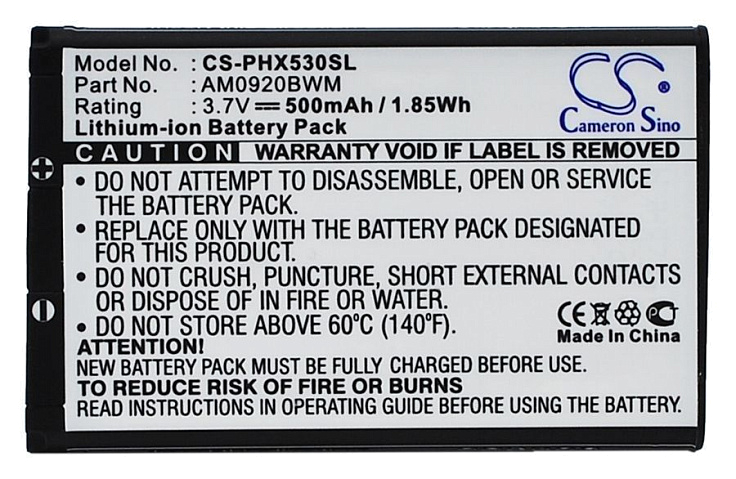 Model No. : CS-PHX530SL
Part No. : AM0920BWM
Rating : 3.7V 500mAh / 1.85Wh
Lithium-ion Battery Pack
CS
Cameron Sino
CAUTION WARRANTY VOID IF LABEL IS REMOVED
• DO NOT ATTEMPT TO DISASSEMBLE, OPEN OR SERVICE
THE BATTERY PACK.
• REPLACE ONLY WITH THE BATTERY PACK DESIGNATED
FOR THIS PRODUCT.
• DO NOT CRUSH, PUNCTURE, SHORT EXTERNAL CONTACTS
OR DISPOSE OF IN FIRE OR WATER.
• DO NOT STORE ABOVE 60°C (140°F).
CE
Made In China
ATTENTION!
NEW BATTERY PACK MUST BE FULLY CHARGED BEFORE USE.
TO REDUCE RISK OF FIRE OR BURNS
READ INSTRUCTIONS IN OPERATING GUIDE BEFORE USING THE BATTERY.